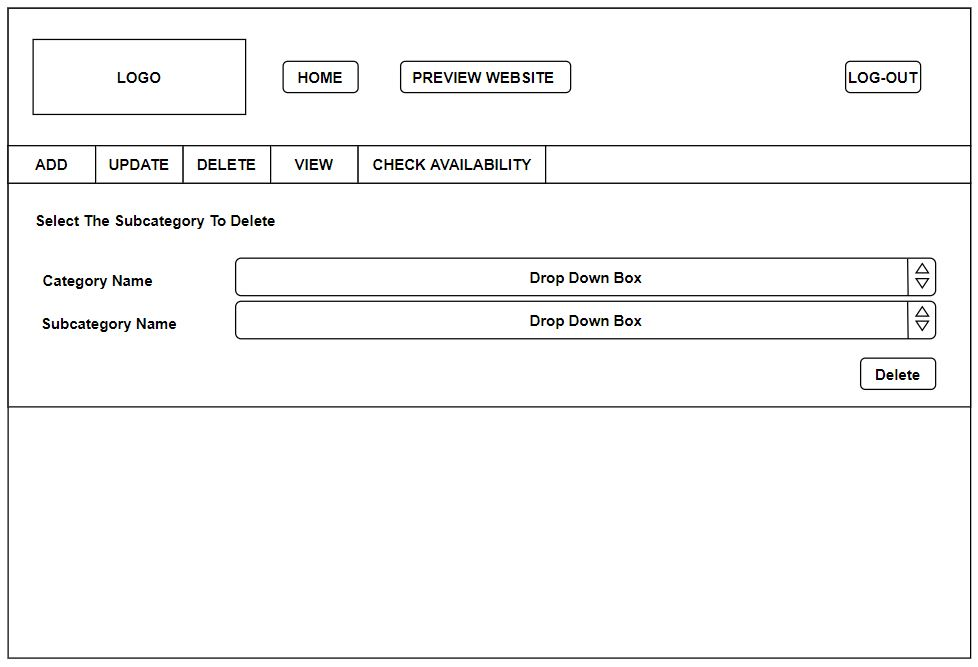 LOGO HOME PREVIEW WEBSITE LOG-OUT
ADD UPDATE DELETE VIEW CHECK AVAILABILITY
Select The Subcategory To Delete
Category Name Drop Down Box
Subcategory Name Drop Down Box
Delete